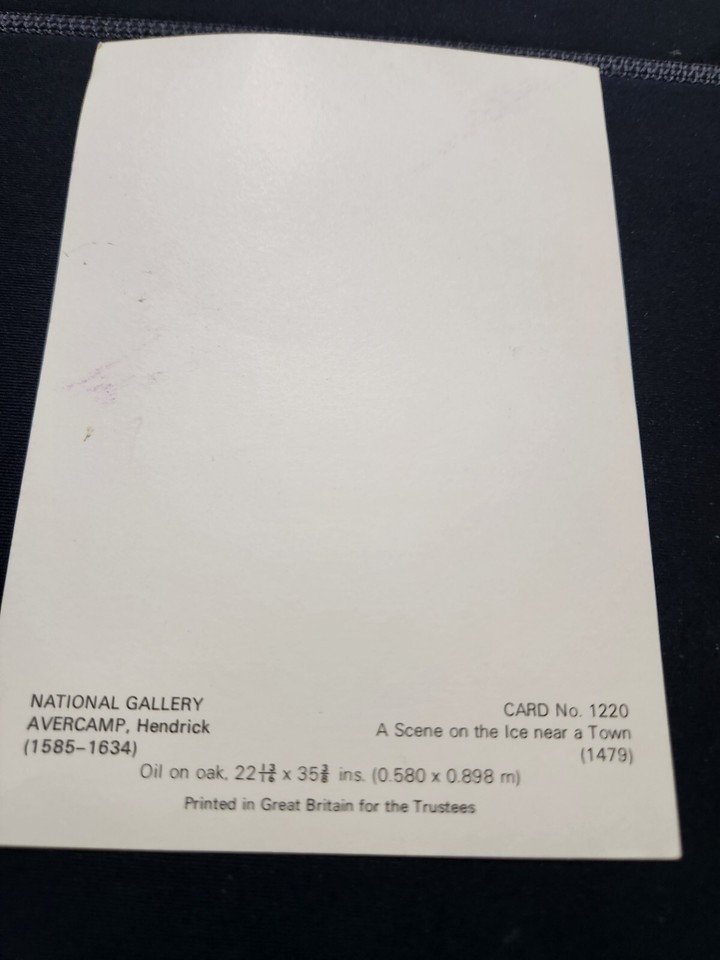 NATIONAL GALLERY
AVERCAMP, Hendrick
(1585–1634)
CARD No. 1220
A Scene on the Ice near a Town
(1479)
Oil on oak, 22 13/16 x 35 3/8 ins. (0.580 x 0.898 m)
Printed in Great Britain for the Trustees